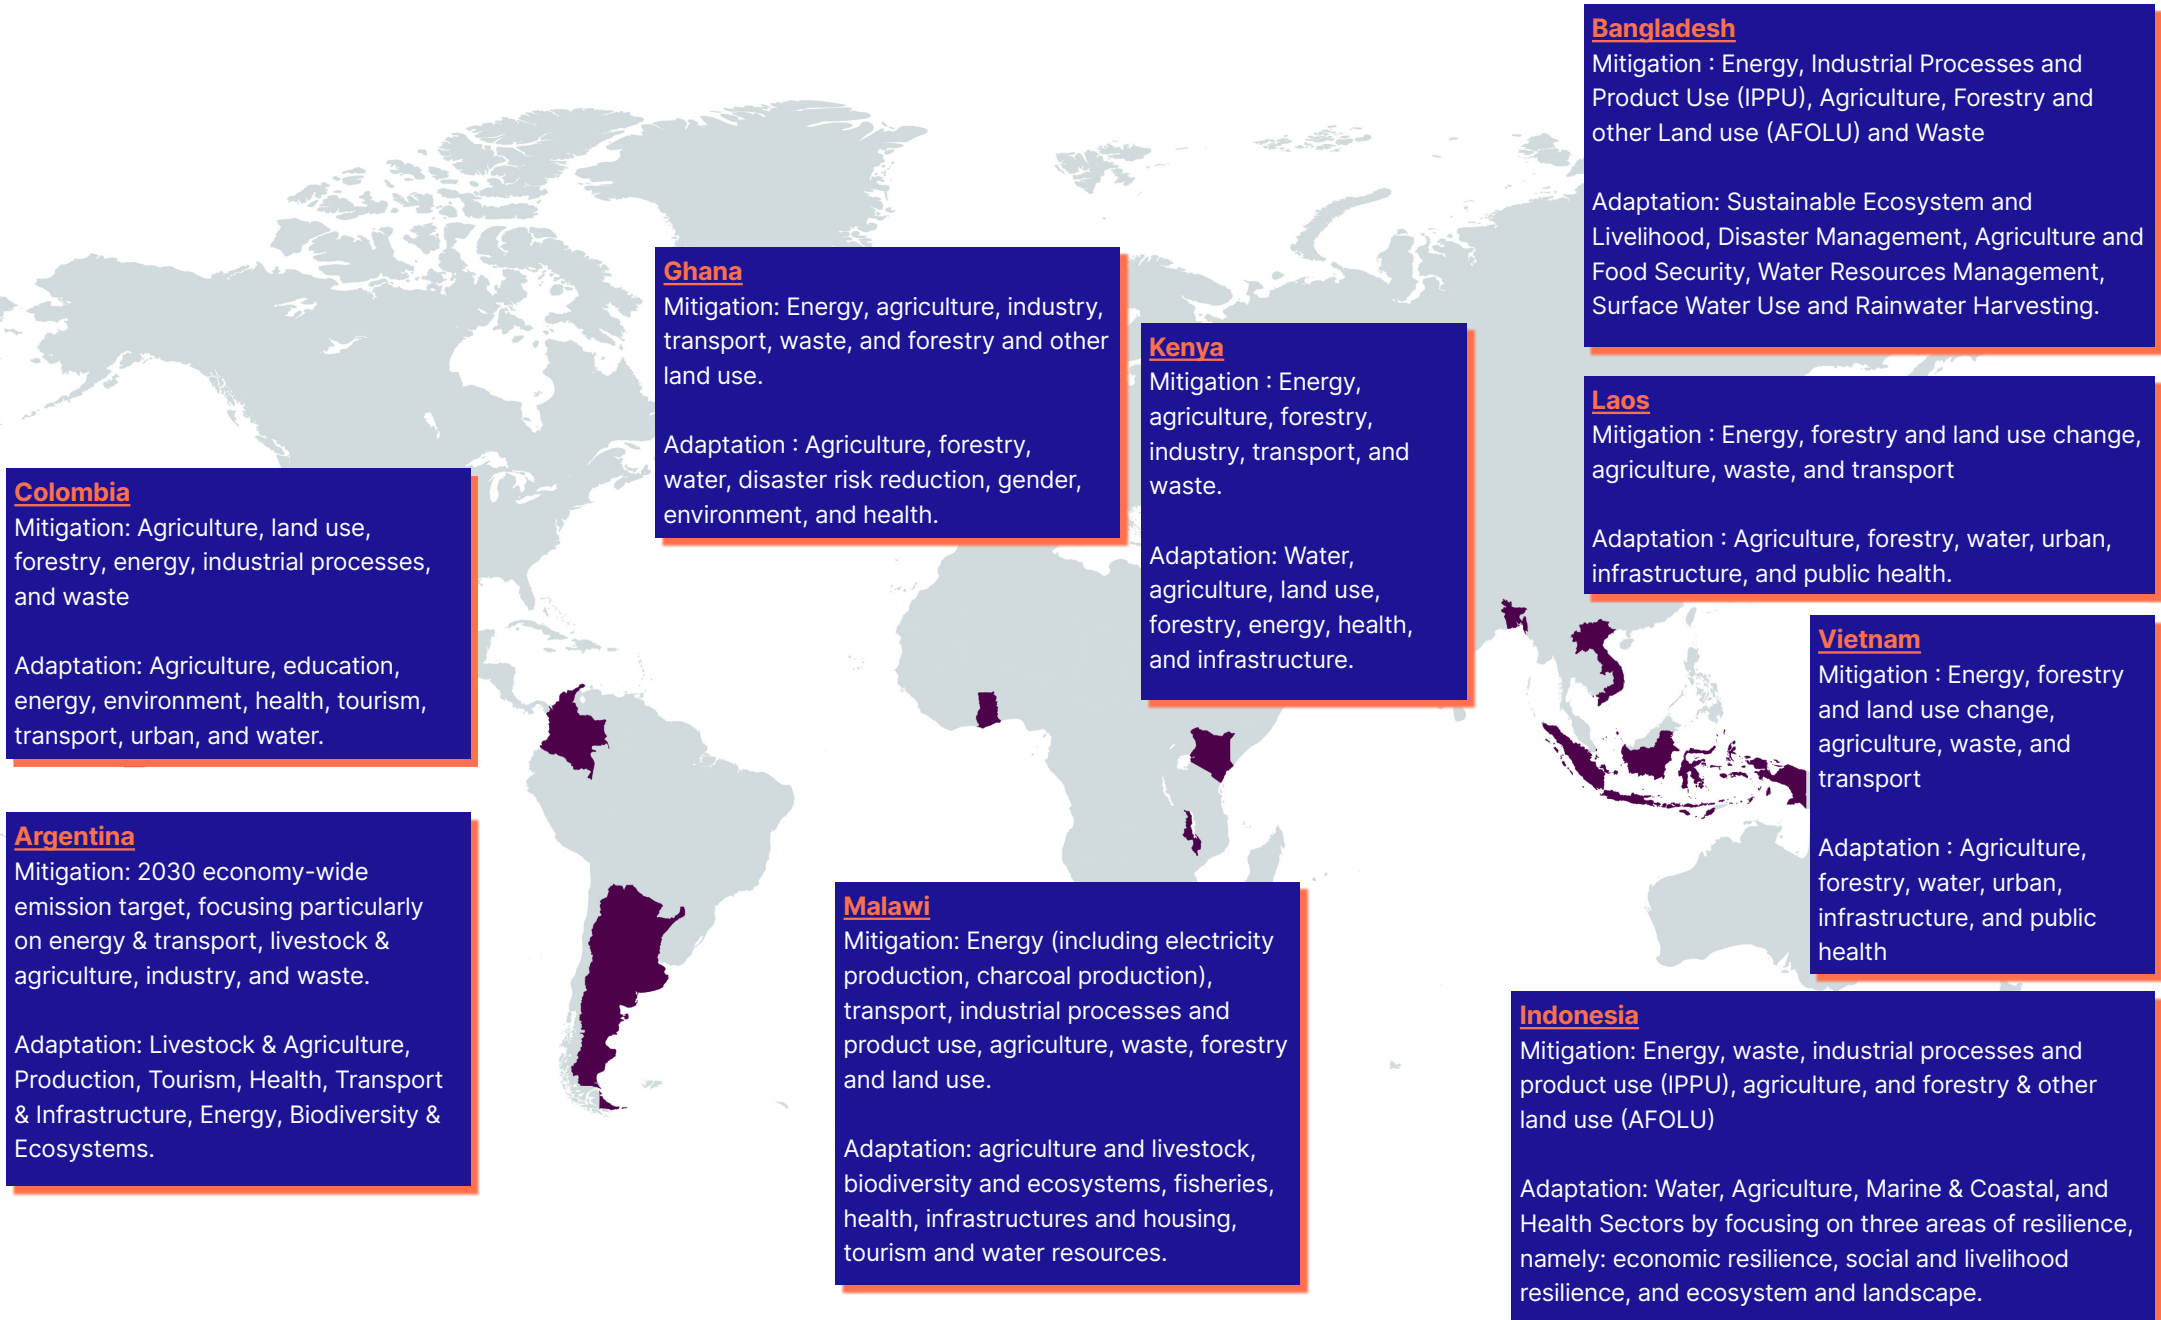 Bangladesh
Mitigation : Energy, Industrial Processes and
Product Use (IPPU), Agriculture, Forestry and
other Land use (AFOLU) and Waste
Adaptation: Sustainable Ecosystem and
Livelihood, Disaster Management, Agriculture and
Food Security, Water Resources Management,
Surface Water Use and Rainwater Harvesting.
Ghana
Mitigation: Energy, agriculture, industry,
transport, waste, and forestry and other
land use.
Adaptation : Agriculture, forestry,
water, disaster risk reduction, gender,
environment, and health.
Kenya
Mitigation : Energy,
agriculture, forestry,
industry, transport, and
waste.
Adaptation: Water,
agriculture, land use,
forestry, energy, health,
and infrastructure.
Laos
Mitigation : Energy, forestry and land use change,
agriculture, waste, and transport
Adaptation : Agriculture, forestry, water, urban,
infrastructure, and public health.
Colombia
Mitigation: Agriculture, land use,
forestry, energy, industrial processes,
and waste
Adaptation: Agriculture, education,
energy, environment, health, tourism,
transport, urban, and water.
Vietnam
Mitigation : Energy, forestry
and land use change,
agriculture, waste, and
transport
Adaptation : Agriculture,
forestry, water, urban,
infrastructure, and public
health
Argentina
Mitigation: 2030 economy-wide
emission target, focusing particularly
on energy & transport, livestock &
agriculture, industry, and waste.
Adaptation: Livestock & Agriculture,
Production, Tourism, Health, Transport
& Infrastructure, Energy, Biodiversity &
Ecosystems.
Malawi
Mitigation: Energy (including electricity
production, charcoal production),
transport, industrial processes and
product use, agriculture, waste, forestry
and land use.
Adaptation: agriculture and livestock,
biodiversity and ecosystems, fisheries,
health, infrastructures and housing,
tourism and water resources.
Indonesia
Mitigation: Energy, waste, industrial processes and
product use (IPPU), agriculture, and forestry & other
land use (AFOLU)
Adaptation: Water, Agriculture, Marine & Coastal, and
Health Sectors by focusing on three areas of resilience,
namely: economic resilience, social and livelihood
resilience, and ecosystem and landscape.